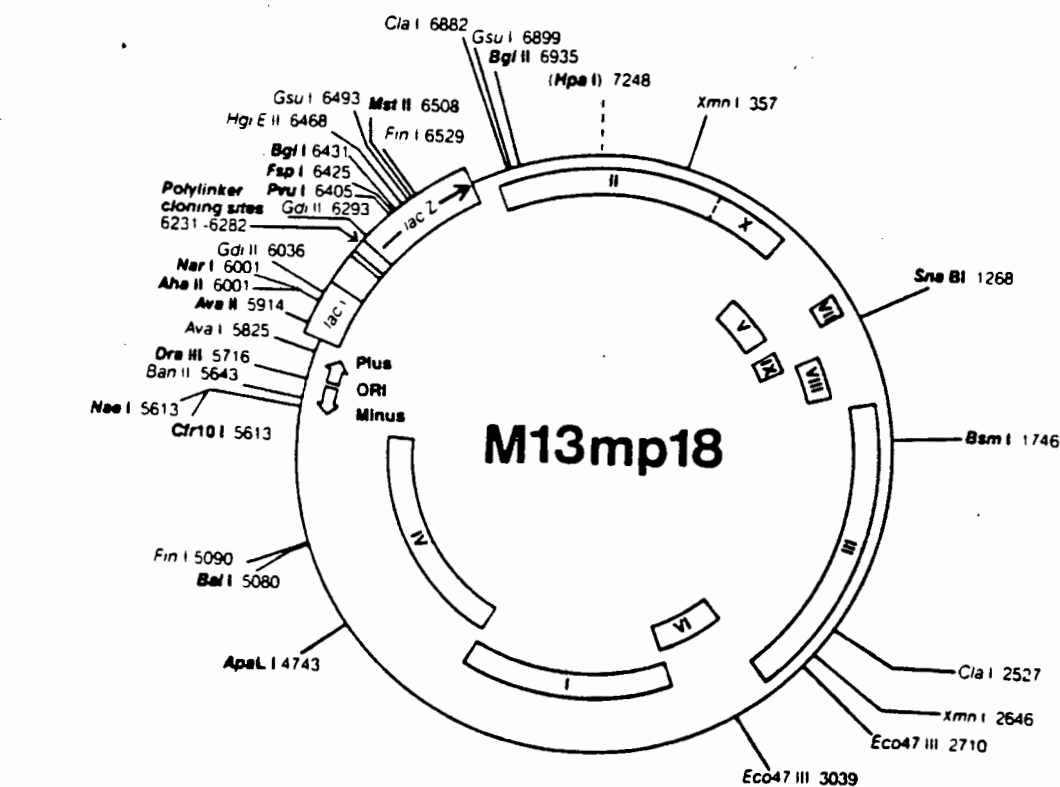 Cla I 6882
Gsu I 6899
Bgl II 6935
(Hpa I) 7248
Xmn I 357
Gsu I 6493
Mst II 6508
Hgi E II 6468
Fin I 6529
Bgl I 6431
Fsp I 6425
Pvu I 6405
Polylinker
cloning sites
6231-6282
Gdi II 6293
Gdi II 6036
Nar I 6001
Aha II 6001
Ava II 5914
Ava I 5825
Dra III 5716
Ban II 5643
Nae I 5613
Cfr10 I 5613
lac Z
lac I
II
X
Sna BI 1268
V
VII
IX
VIII
Plus
ORI
Minus
M13mp18
Bsm I 1746
IV
III
Fin I 5090
Bal I 5080
ApaL I 4743
VI
I
Cla I 2527
Xmn I 2646
Eco47 III 2710
Eco47 III 3039